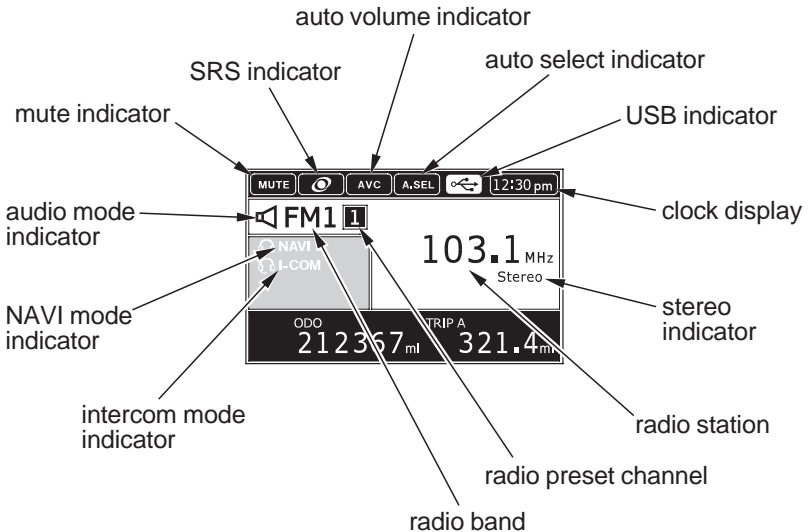 auto volume indicator
SRS indicator
auto select indicator
mute indicator
USB indicator
MUTE AVC A.SEL 12:30 pm
audio mode
indicator
FM1 1
clock display
NAVI
I-COM
103.1 MHz
Stereo
NAVI mode
indicator
stereo
indicator
ODO TRIP A
212367 ml 321.4 ml
intercom mode
indicator
radio station
radio preset channel
radio band